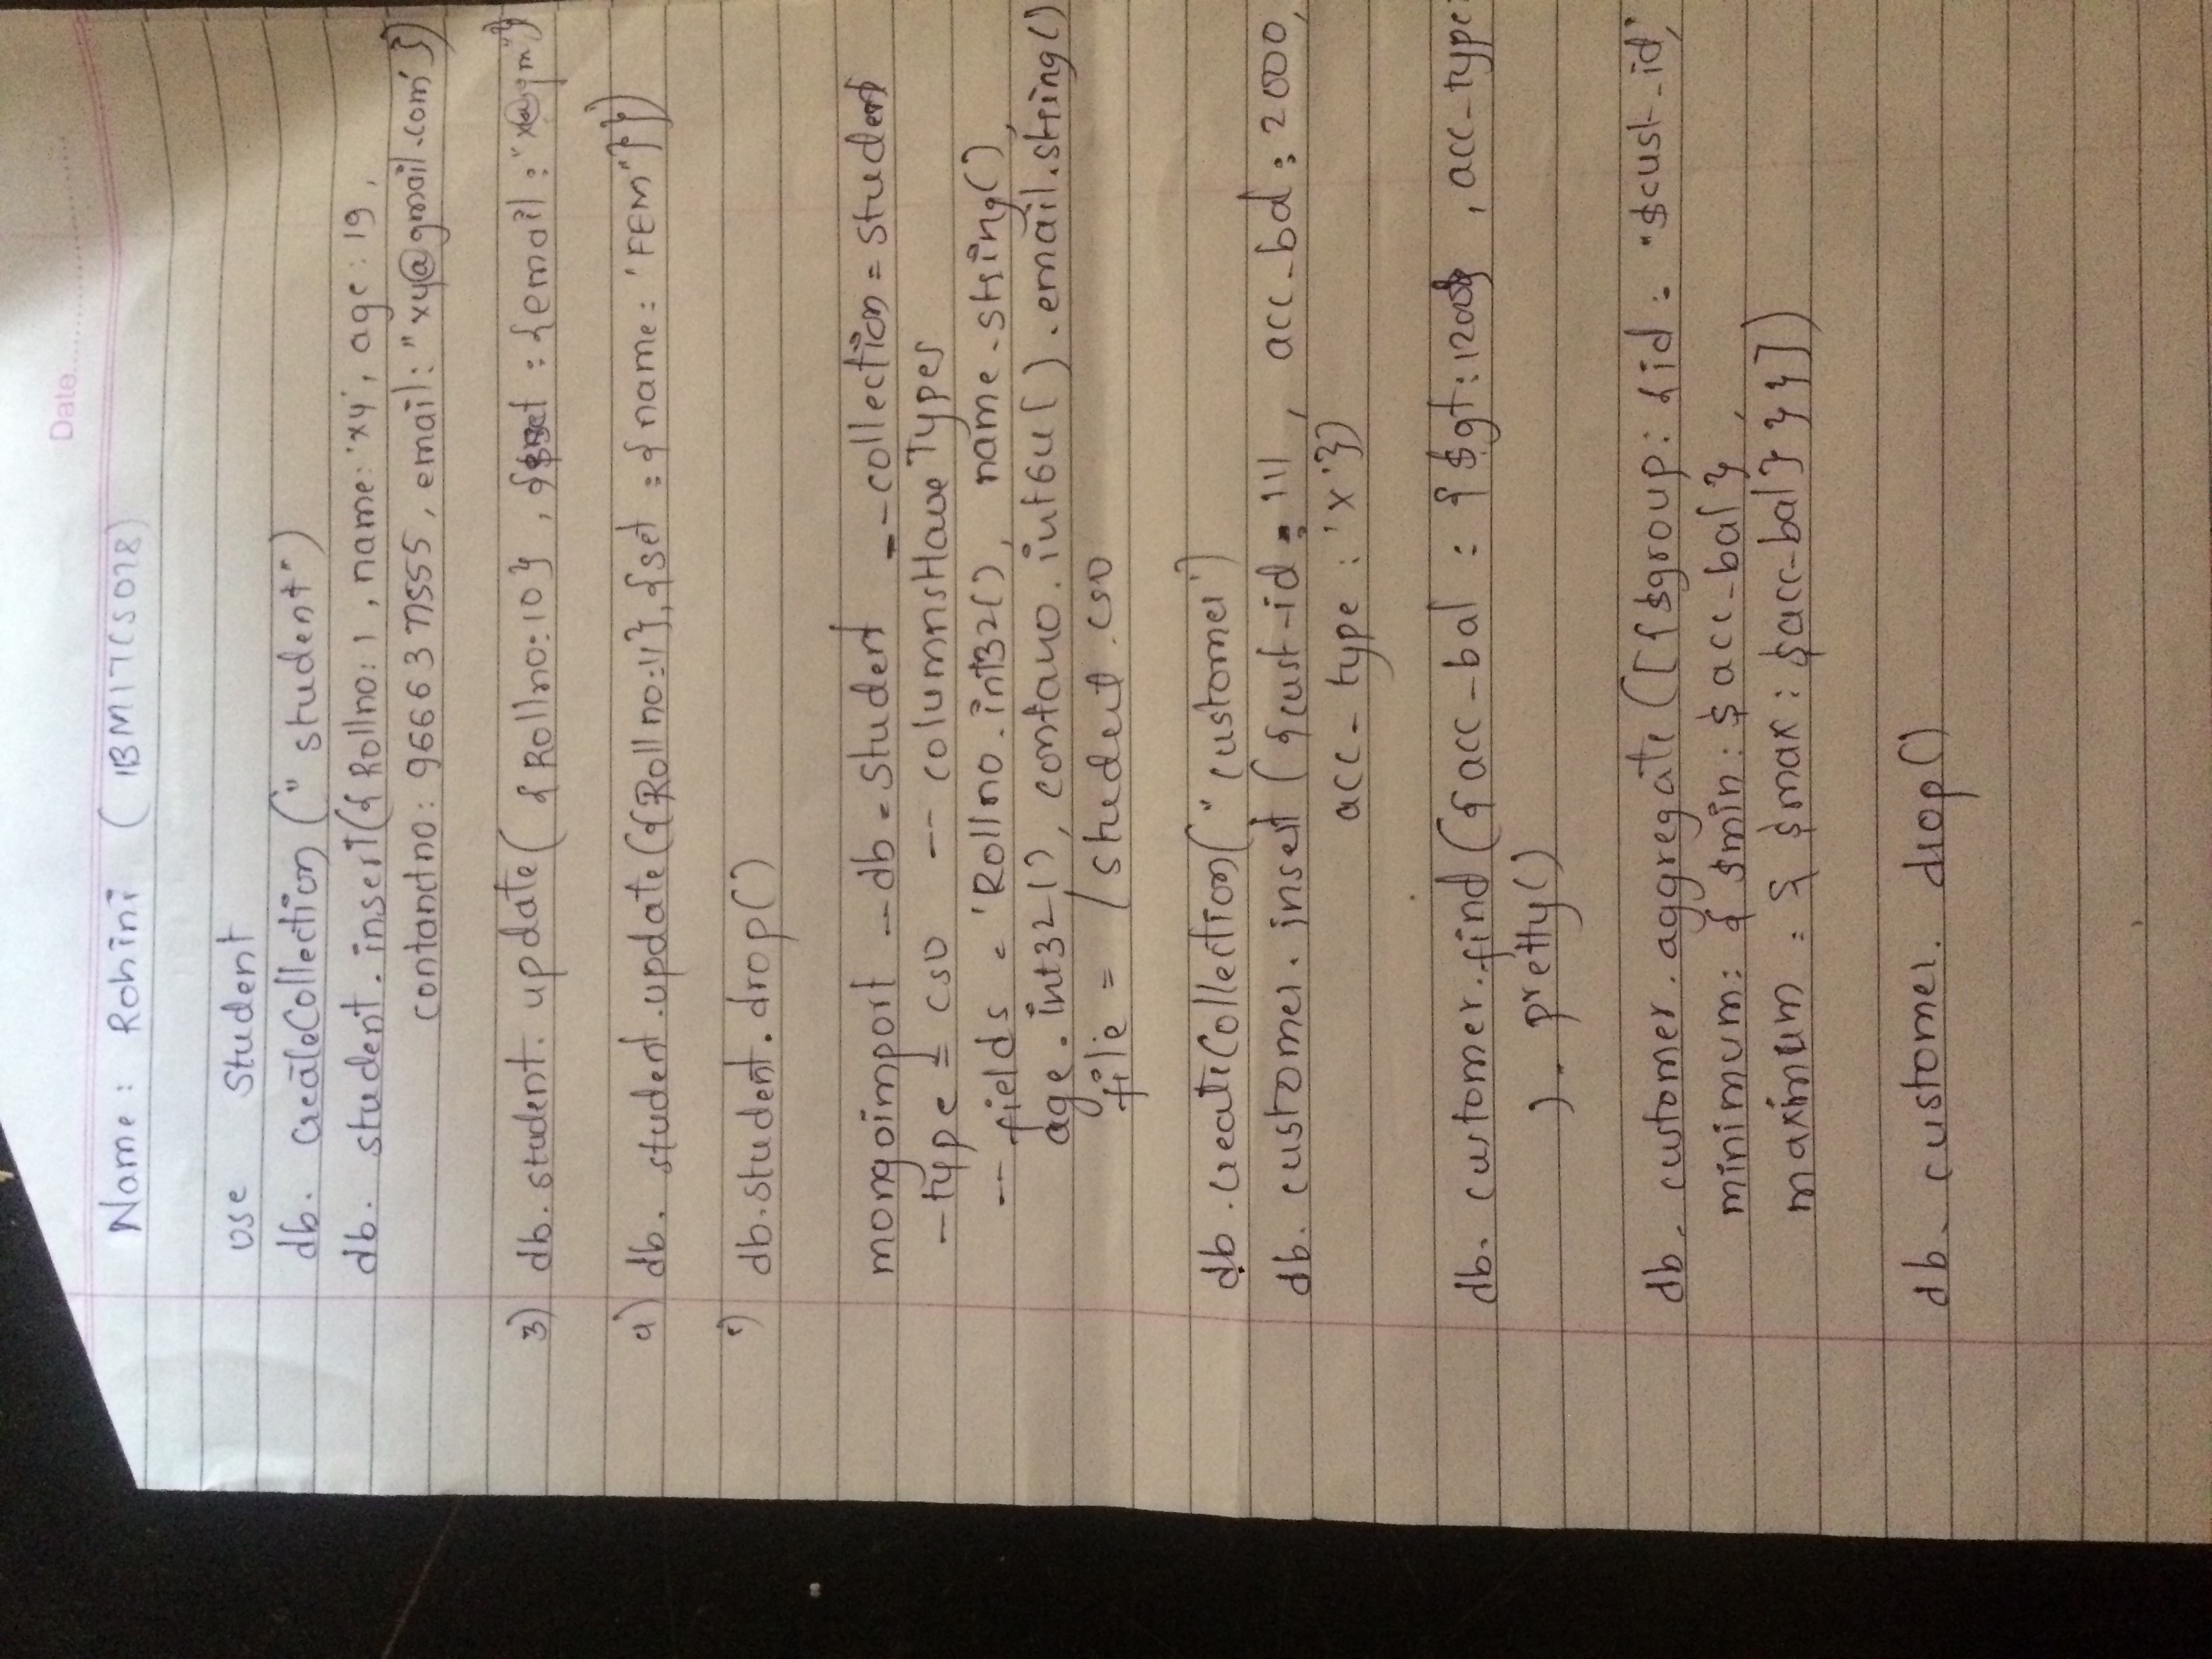 Date
Name: Rohini (1BM17CS078)
use Student
db. createCollection (" student")
db. student. insert({Rollno: 1, name: 'xy', age: 19,
contanctno: 9666377555, email: "xy@gmail.com' })
3) db. student. update( {Rollno: 10}, {$set : {email: "x@gm"}
db. student.update({Rollno:11}, {set : { name: 'FEM"}})
db.student.drop()
mongoimport --db = Student -- collection = student
-type = csv -- columnsHaveTypes
-- fields = 'Rollno.int32(), name.string(),
age. int32(), contano. int64().email.string()
file = /student.csv
db.createCollection(" customer')
db. customer. insert ({cust-id : 111, acc-bal : 2000,
acc- type : 'x'})
db. customer.find ({acc-bal : {$gt: 1200}, acc-type:
). pretty()
db. customer.aggregate ([{$group: {id : "$cust-id',
minimum: { $min: $acc-bal},
maximum : { $max : $acc-bal} } } ])
db. customer. drop()